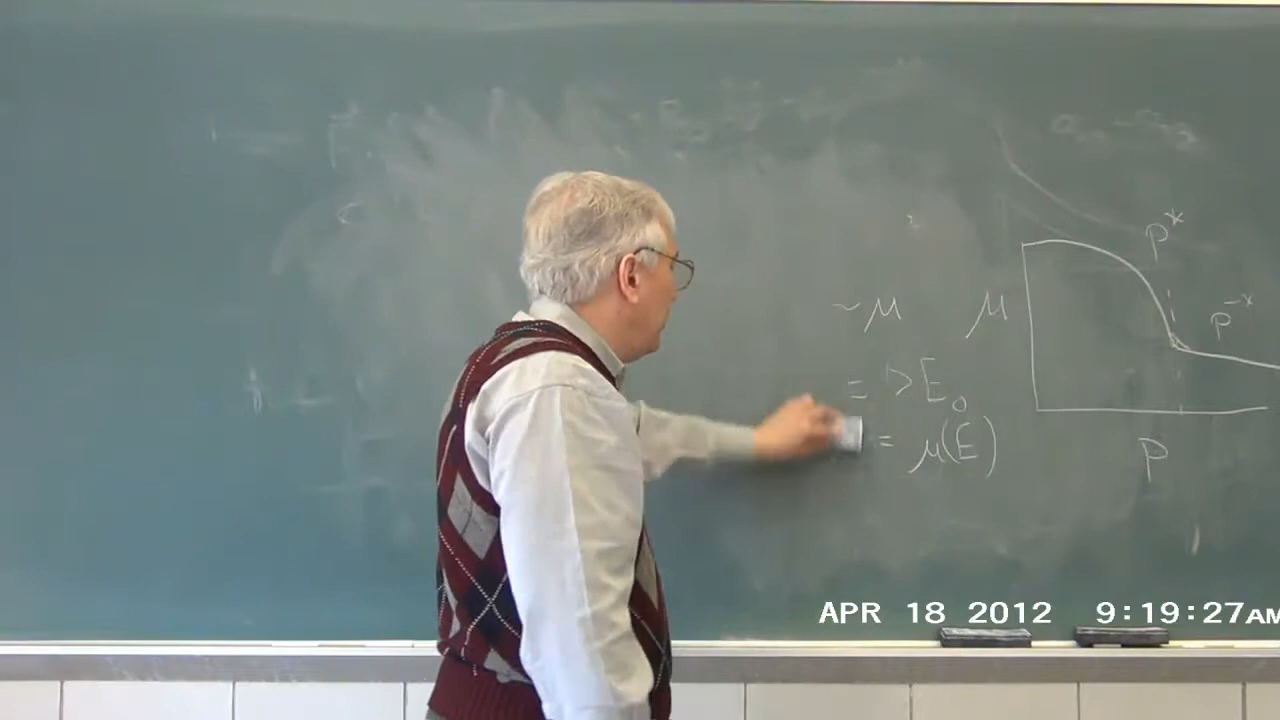 P*
~μ
μ
P-*
= >E₀
= μ(E)
P
APR 18 2012 9:19:27AM